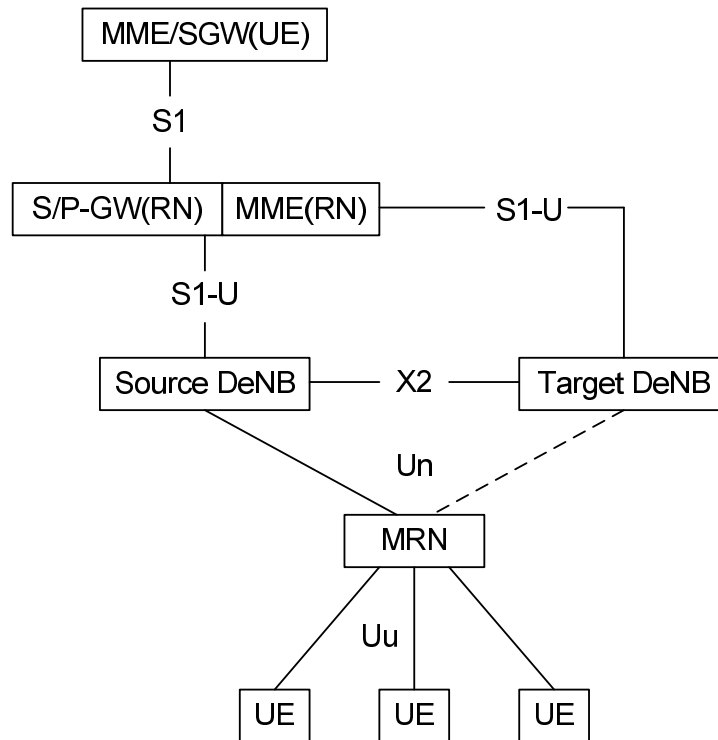 MME/SGW(UE)
S1
S/P-GW(RN) MME(RN) S1-U
S1-U
Source DeNB X2 Target DeNB
Un
MRN
Uu
UE UE UE